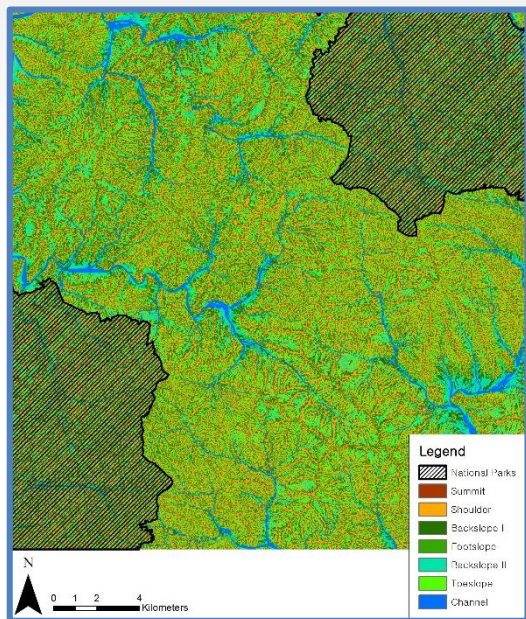 Legend
National Parks
Summit
Shoulder
Backslope I
Footslope
Backslope II
Toeslope
Channel
N
0 1 2 4
Kilometers